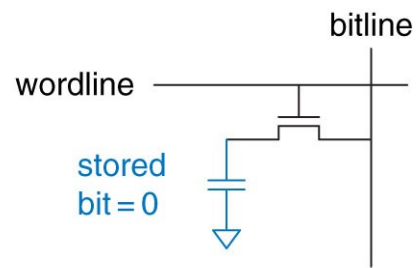 bitline
wordline
stored
bit = 0